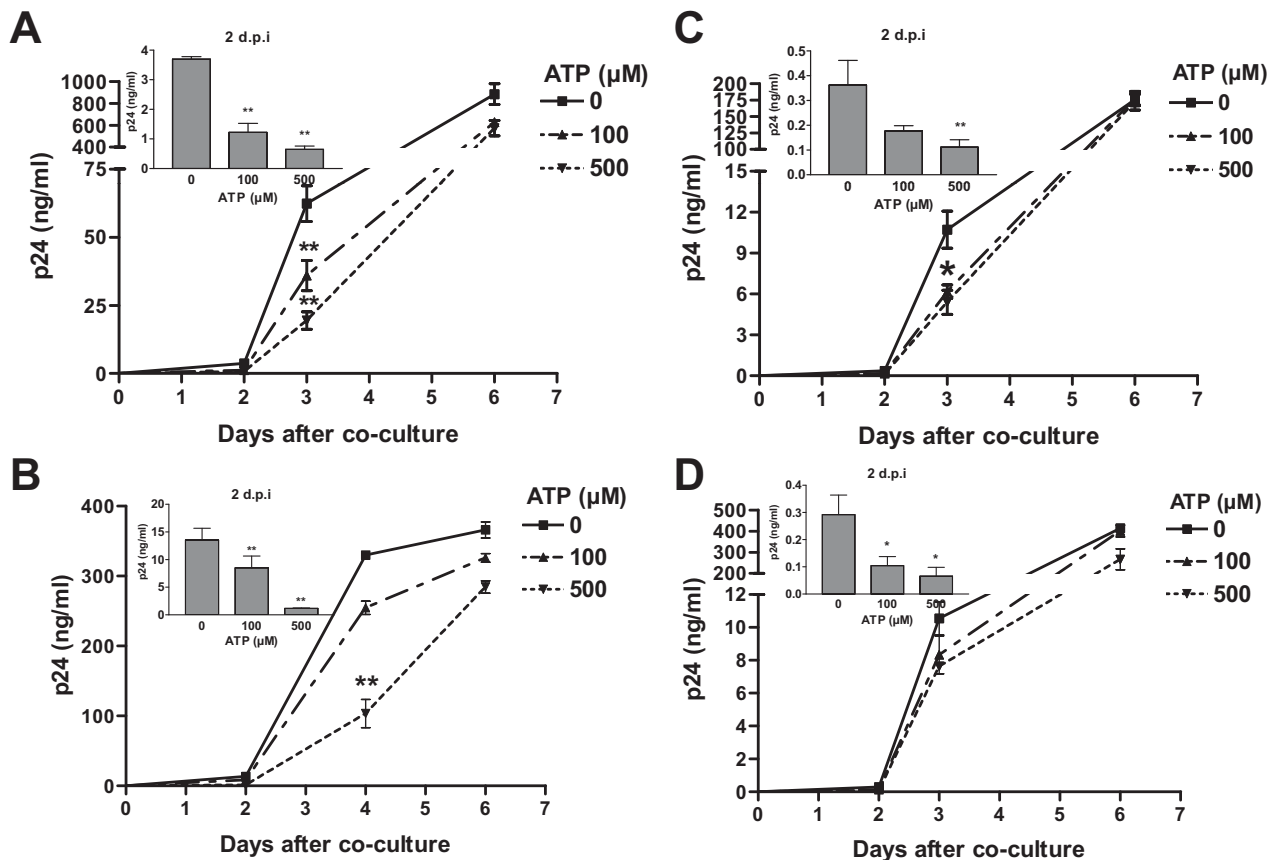 A
2 d.p.i
p24 (ng/ml)
4
3
2
1
0
**
**
0 100 500
ATP (µM)
ATP (µM)
0
100
500
p24 (ng/ml)
1000
800
600
400
75
50
25
0
**
**
0 1 2 3 4 5 6 7
Days after co-culture
C
2 d.p.i
p24 (ng/ml)
0.5
0.4
0.3
0.2
0.1
0.0
**
0 100 500
ATP (µM)
ATP (µM)
0
100
500
p24 (ng/ml)
200
175
150
125
100
15
12
9
6
3
0
*
0 1 2 3 4 5 6 7
Days after co-culture
B
2 d.p.i
p24 (ng/ml)
20
15
10
5
0
**
**
0 100 500
ATP (µM)
ATP (µM)
0
100
500
p24 (ng/ml)
400
300
200
100
0
**
0 1 2 3 4 5 6 7
Days after co-culture
D
2 d.p.i
p24 (ng/ml)
0.4
0.3
0.2
0.1
0.0
*
*
0 100 500
ATP (µM)
ATP (µM)
0
100
500
p24 (ng/ml)
500
400
300
200
12
10
8
6
4
2
0
0 1 2 3 4 5 6 7
Days after co-culture